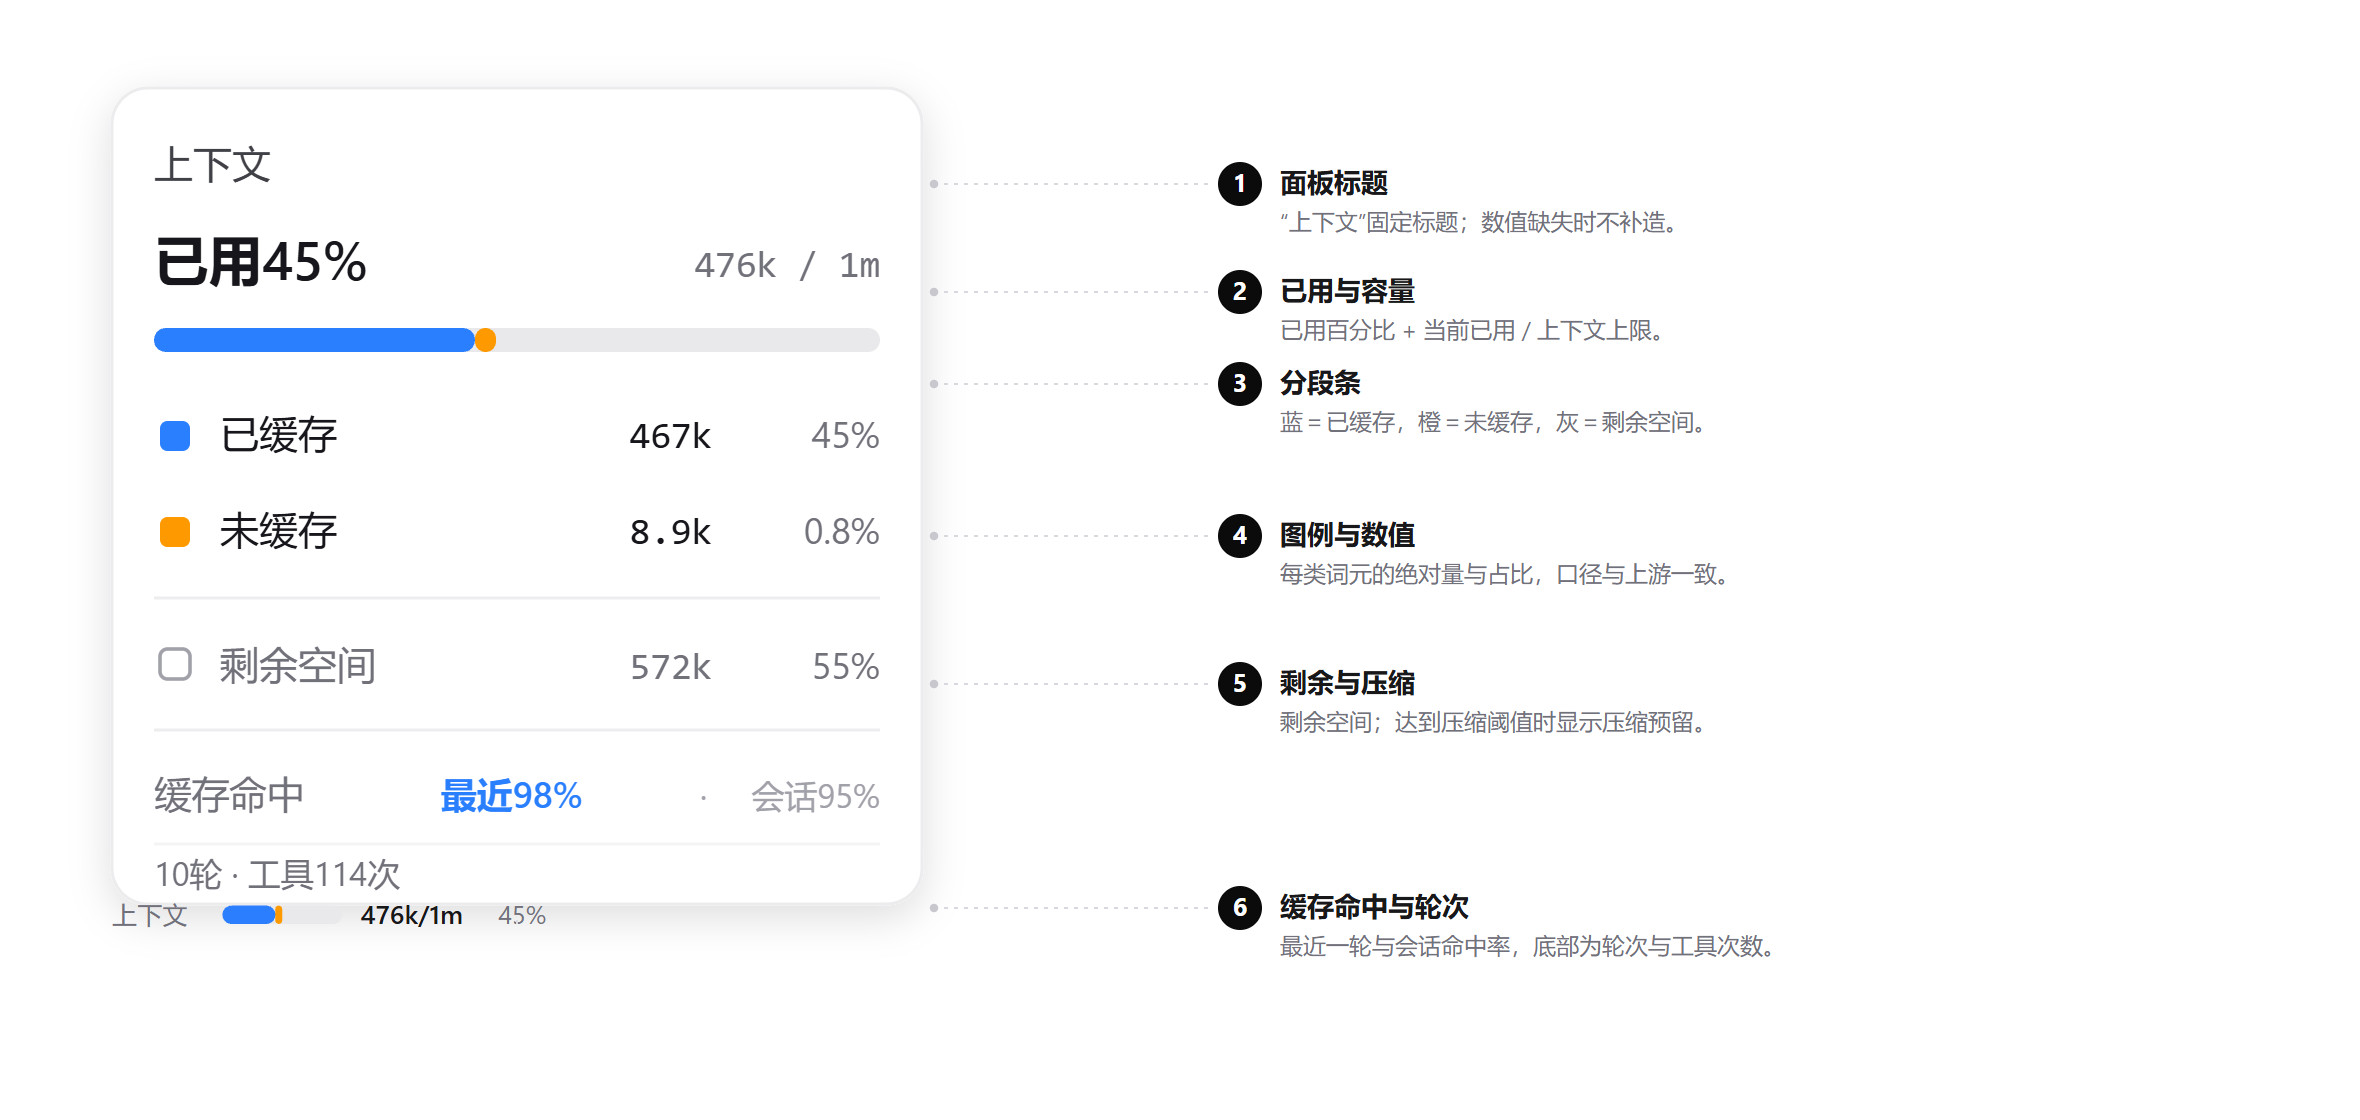 上下文
已用45% 476k / 1m
已缓存 467k 45%
未缓存 8.9k 0.8%
剩余空间 572k 55%
缓存命中 最近98% · 会话95%
10轮 · 工具114次
上下文 476k/1m 45%
1 面板标题
“上下文”固定标题；数值缺失时不补造。
2 已用与容量
已用百分比 + 当前已用 / 上下文上限。
3 分段条
蓝 = 已缓存，橙 = 未缓存，灰 = 剩余空间。
4 图例与数值
每类词元的绝对量与占比，口径与上游一致。
5 剩余与压缩
剩余空间；达到压缩阈值时显示压缩预留。
6 缓存命中与轮次
最近一轮与会话命中率，底部为轮次与工具次数。